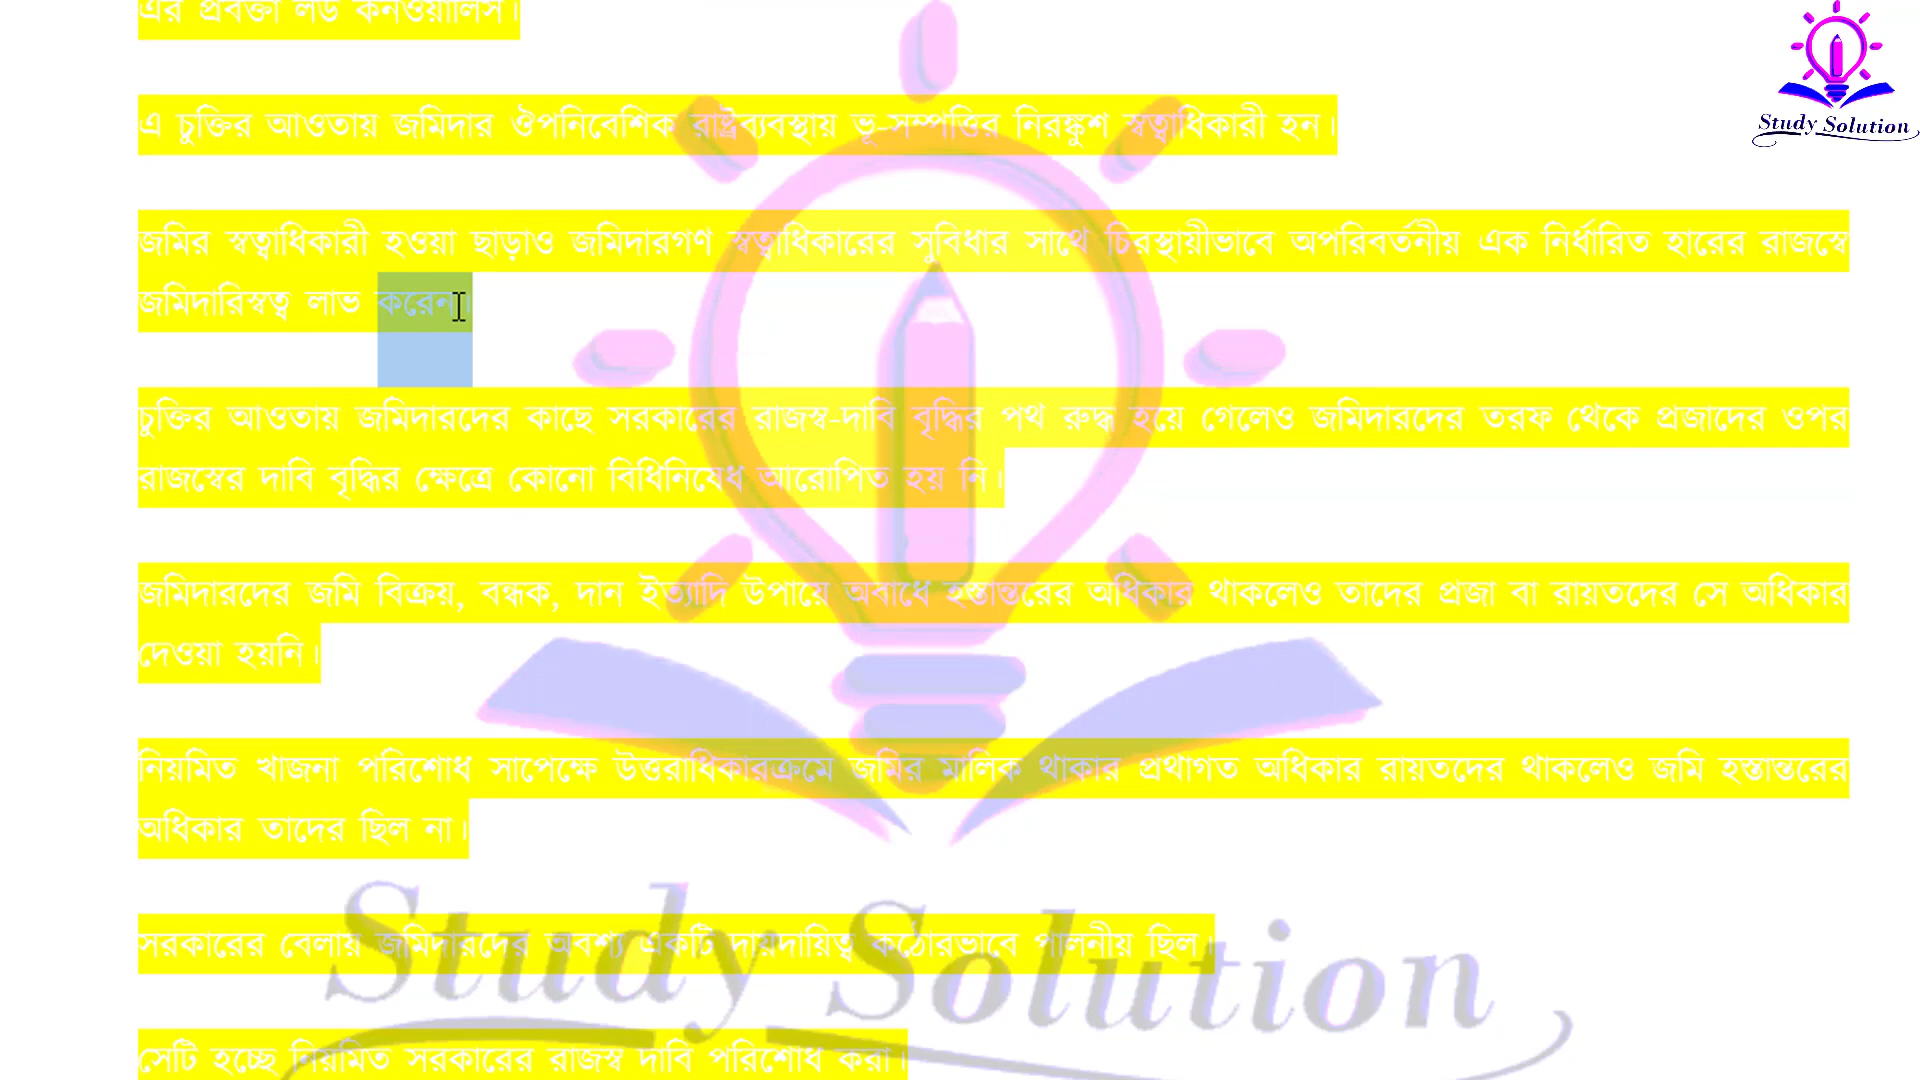 এর প্রবক্তা লর্ড কর্নওয়ালিস।
Study Solution
এ চুক্তির আওতায় জমিদার ঔপনিবেশিক রাষ্ট্রব্যবস্থায় ভূ-সম্পত্তির নিরঙ্কুশ স্বত্বাধিকারী হন।
জমির স্বত্বাধিকারী হওয়া ছাড়াও জমিদারগণ স্বত্বাধিকারের সুবিধার সাথে চিরস্থায়ীভাবে অপরিবর্তনীয় এক নির্ধারিত হারের রাজস্বে
জমিদারিস্বত্ব লাভ করেন।
চুক্তির আওতায় জমিদারদের কাছে সরকারের রাজস্ব-দাবি বৃদ্ধির পথ রুদ্ধ হয়ে গেলেও জমিদারদের তরফ থেকে প্রজাদের ওপর
রাজস্বের দাবি বৃদ্ধির ক্ষেত্রে কোনো বিধিনিষেধ আরোপিত হয় নি।
জমিদারদের জমি বিক্রয়, বন্ধক, দান ইত্যাদি উপায়ে অবাধে হস্তান্তরের অধিকার থাকলেও তাদের প্রজা বা রায়তদের সে অধিকার
দেওয়া হয়নি।
নিয়মিত খাজনা পরিশোধ সাপেক্ষে উত্তরাধিকারক্রমে জমির মালিক থাকার প্রথাগত অধিকার রায়তদের থাকলেও জমি হস্তান্তরের
অধিকার তাদের ছিল না।
সরকারের বেলায় জমিদারদের অবশ্য একটি দায়দায়িত্ব কঠোরভাবে পালনীয় ছিল।
Study Solution
সেটি হচ্ছে নিয়মিত সরকারের রাজস্ব দাবি পরিশোধ করা।